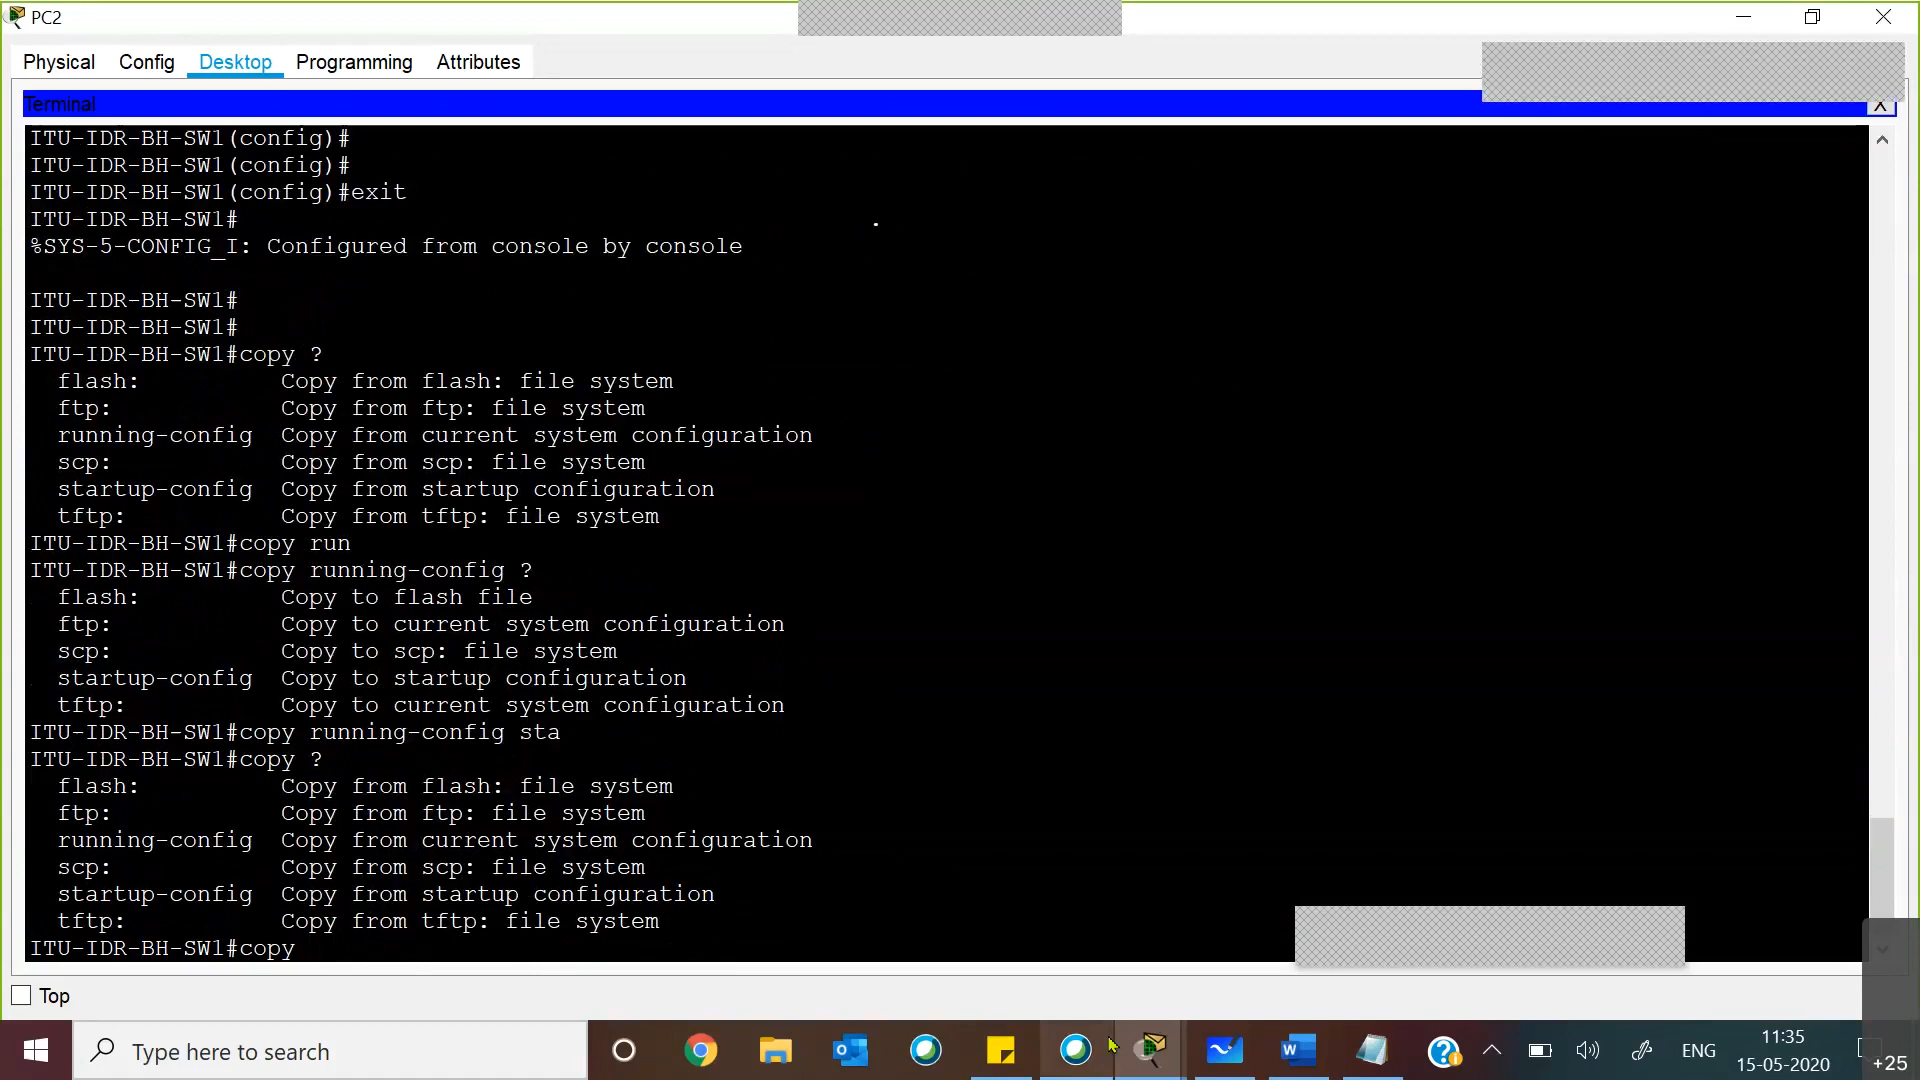 PC2
Physical Config Desktop Programming Attributes
Terminal
X
ITU-IDR-BH-SW1(config)#
ITU-IDR-BH-SW1(config)#
ITU-IDR-BH-SW1(config)#exit
ITU-IDR-BH-SW1#
%SYS-5-CONFIG_I: Configured from console by console
ITU-IDR-BH-SW1#
ITU-IDR-BH-SW1#
ITU-IDR-BH-SW1#copy ?
flash: Copy from flash: file system
ftp: Copy from ftp: file system
running-config Copy from current system configuration
scp: Copy from scp: file system
startup-config Copy from startup configuration
tftp: Copy from tftp: file system
ITU-IDR-BH-SW1#copy run
ITU-IDR-BH-SW1#copy running-config ?
flash: Copy to flash file
ftp: Copy to current system configuration
scp: Copy to scp: file system
startup-config Copy to startup configuration
tftp: Copy to current system configuration
ITU-IDR-BH-SW1#copy running-config sta
ITU-IDR-BH-SW1#copy ?
flash: Copy from flash: file system
ftp: Copy from ftp: file system
running-config Copy from current system configuration
scp: Copy from scp: file system
startup-config Copy from startup configuration
tftp: Copy from tftp: file system
ITU-IDR-BH-SW1#copy
Top
Type here to search
ENG
11:35
15-05-2020
+25